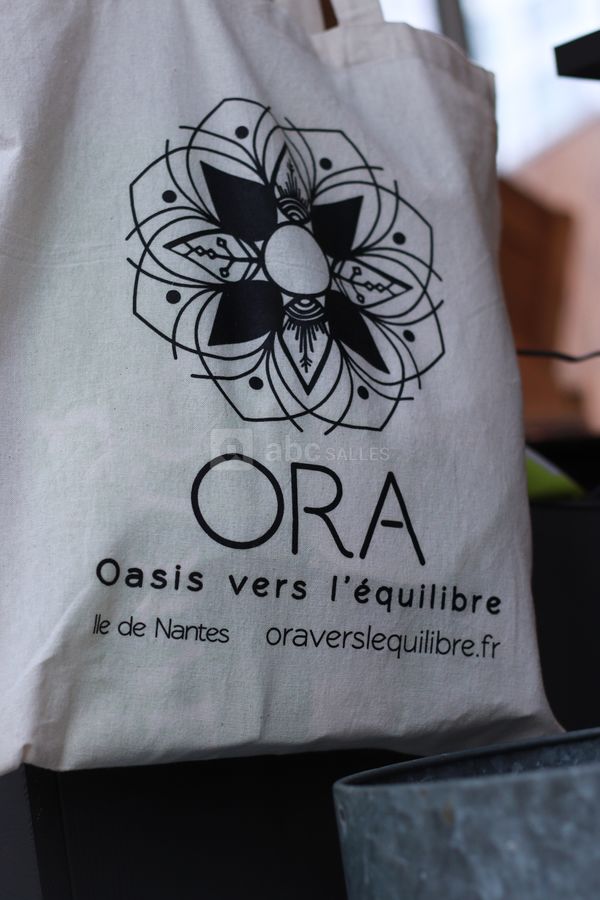 abc SALLES
ORA
Oasis vers l'équilibre
Ile de Nantes oraverslequilibre.fr